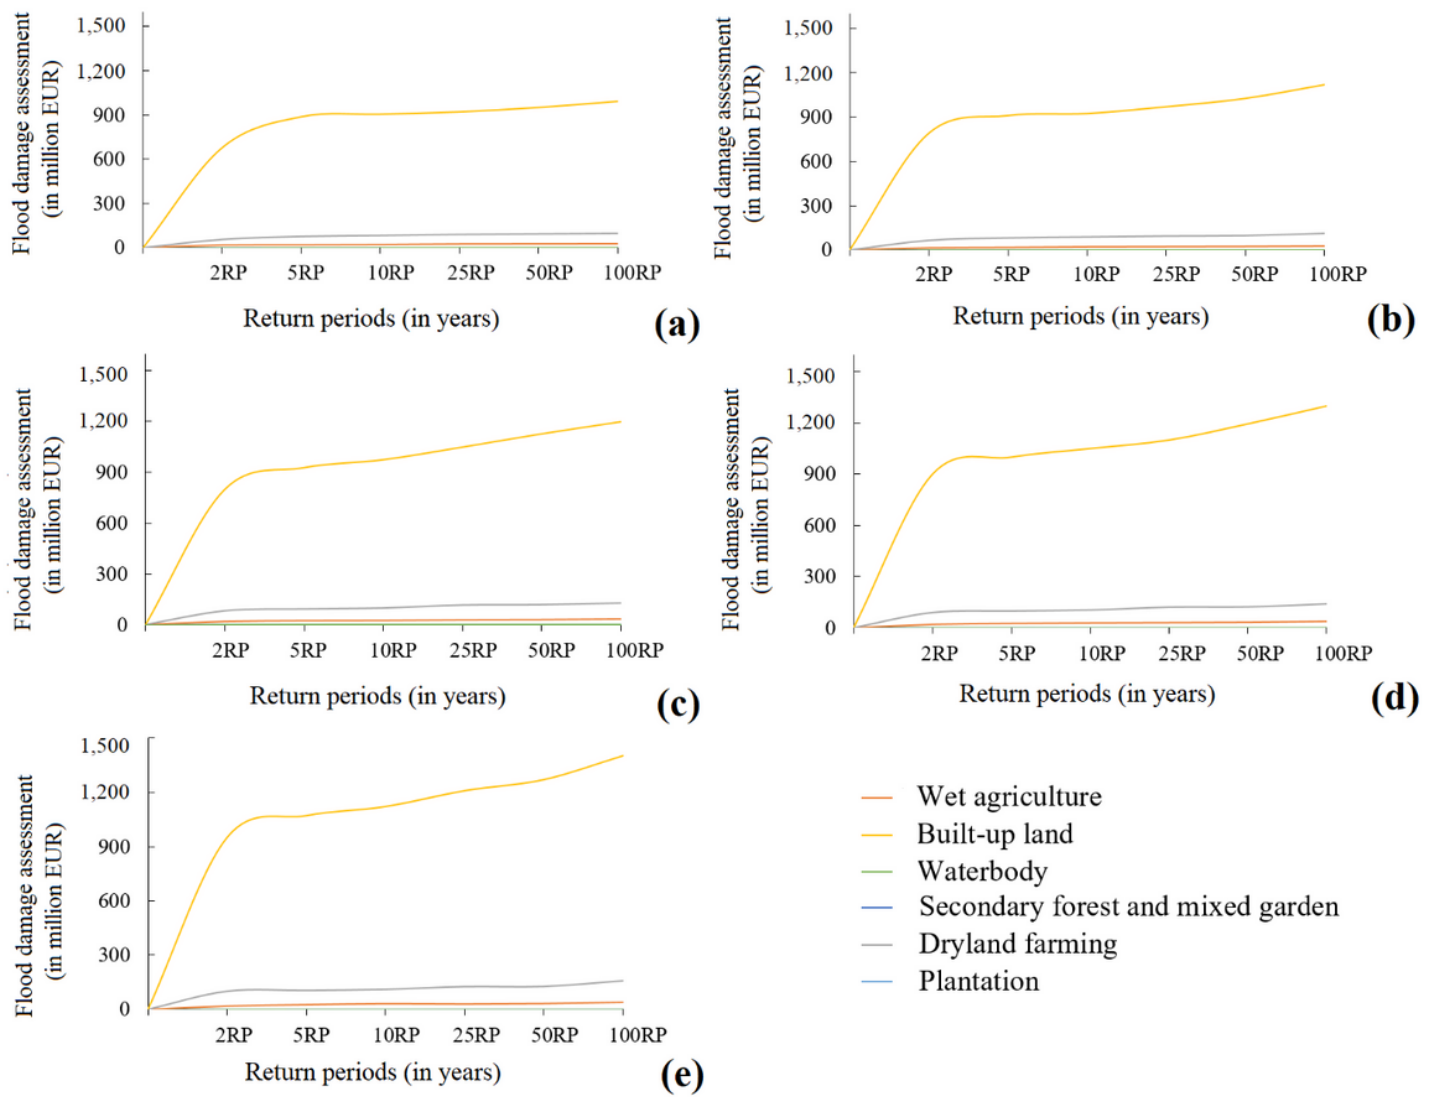 Flood damage assessment
(in million EUR)
1,500
1,200
900
600
300
0
2RP 5RP 10RP 25RP 50RP 100RP
Return periods (in years)
(a)
Flood damage assessment
(in million EUR)
1,500
1,200
900
600
300
0
2RP 5RP 10RP 25RP 50RP 100RP
Return periods (in years)
(b)
Flood damage assessment
(in million EUR)
1,500
1,200
900
600
300
0
2RP 5RP 10RP 25RP 50RP 100RP
Return periods (in years)
(c)
Flood damage assessment
(in million EUR)
1,500
1,200
900
600
300
0
2RP 5RP 10RP 25RP 50RP 100RP
Return periods (in years)
(d)
Flood damage assessment
(in million EUR)
1,500
1,200
900
600
300
0
2RP 5RP 10RP 25RP 50RP 100RP
Return periods (in years)
(e)
Wet agriculture
Built-up land
Waterbody
Secondary forest and mixed garden
Dryland farming
Plantation